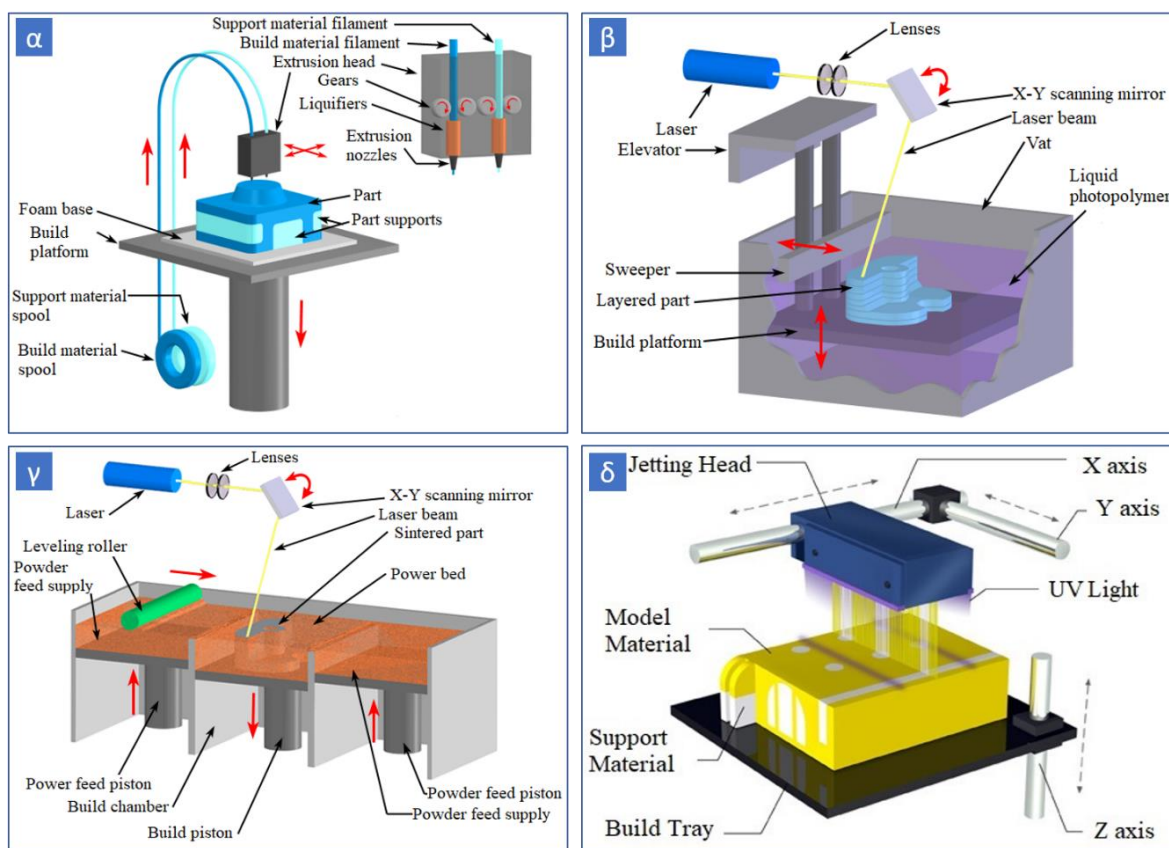 α
Support material filament
Build material filament
Extrusion head
Gears
Liquifiers
Extrusion
nozzles
Part
Part supports
Foam base
Build
platform
Support material
spool
Build material
spool
β
Lenses
X-Y scanning mirror
Laser beam
Vat
Laser
Elevator
Liquid
photopolymer
Sweeper
Layered part
Build platform
γ
Lenses
X-Y scanning mirror
Laser beam
Sintered part
Laser
Leveling roller
Powder
feed supply
Power bed
Power feed piston
Build chamber
Build piston
Powder feed piston
Powder feed supply
δ
Jetting Head
X axis
Y axis
UV Light
Model
Material
Support
Material
Build Tray
Z axis